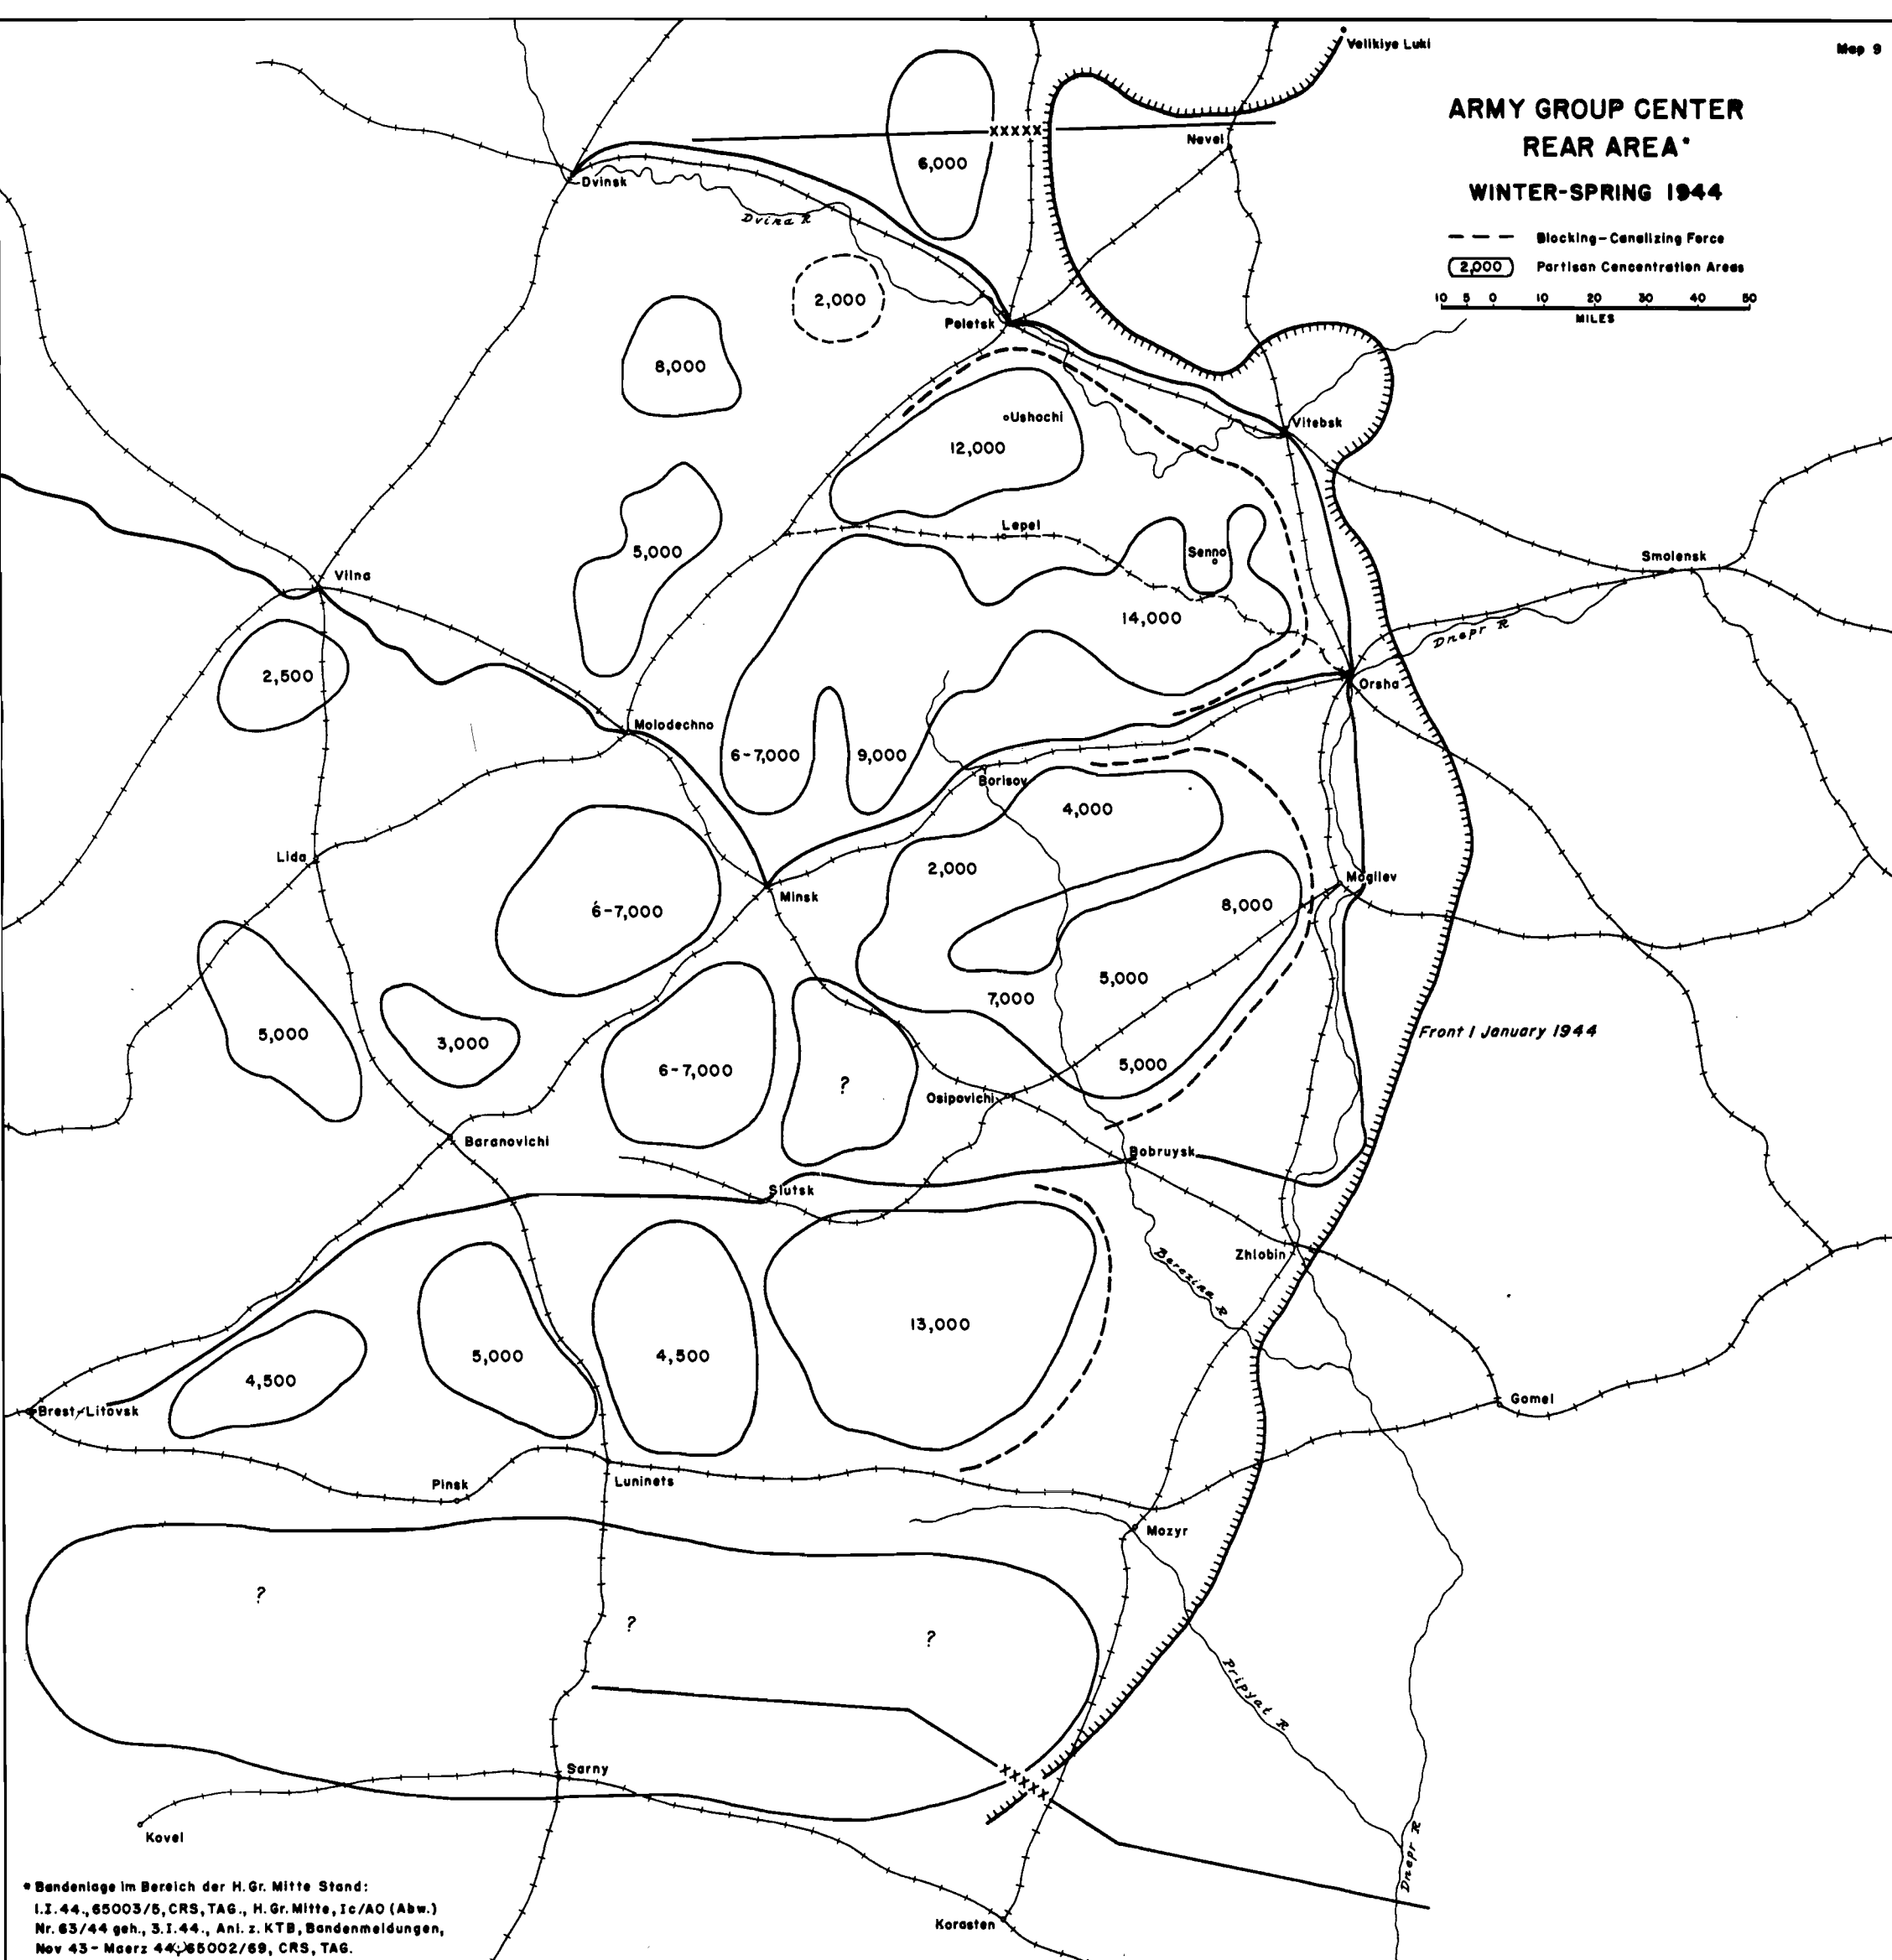 Map 9
ARMY GROUP CENTER
REAR AREA*
WINTER-SPRING 1944
Blocking-Canalizing Force
2,000 Partisan Concentration Areas
10 5 0 10 20 30 40 50
MILES
Velikiye Luki
XXXXX
Nevel
6,000
Dvinsk
Dvina R
2,000
Polotsk
8,000
Ushachi
12,000
Vitebsk
Lepel
5,000
Senno
Smolensk
Vilna
14,000
Dnepr R
2,500
Orsha
Molodechno
6-7,000
9,000
Borisov
4,000
Lida
2,000
Minsk
Mogilev
6-7,000
8,000
5,000
7,000
5,000
3,000
Front 1 January 1944
6-7,000
?
5,000
Osipovichi
Baranovichi
Bobruysk
Slutsk
Zhlobin
Berezina R
13,000
5,000
4,500
4,500
Brest-Litovsk
Gomel
Pinsk
Luninets
Mozyr
?
?
?
Pripyat R
Sarny
XXXXX
Kovel
Dnepr R
Korosten
* Bandenlage im Bereich der H.Gr. Mitte Stand:
1.I.44., 65003/5, CRS, TAG., H.Gr. Mitte, Ic/AO (Abw.)
Nr. 63/44 geh., 3.I.44., Anl. z. KTB, Bandenmeldungen,
Nov 43 - Maerz 44, 65002/69, CRS, TAG.